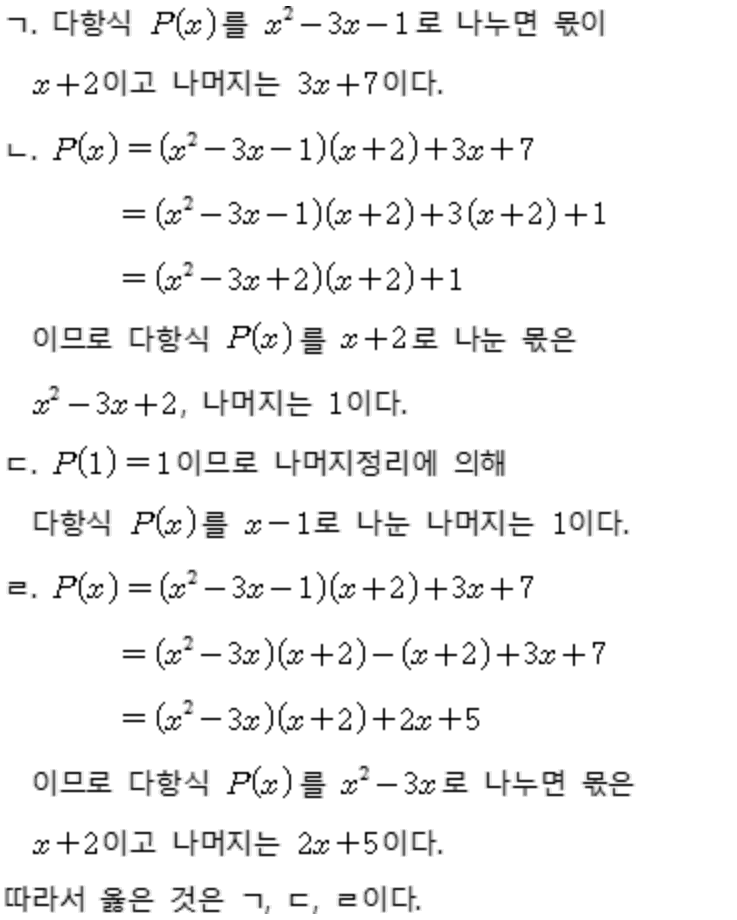 ㄱ. 다항식 P(x)를 x²-3x-1로 나누면 몫이
x+2이고 나머지는 3x+7이다.
ㄴ. P(x)=(x²-3x-1)(x+2)+3x+7
=(x²-3x-1)(x+2)+3(x+2)+1
=(x²-3x+2)(x+2)+1
이므로 다항식 P(x)를 x+2로 나눈 몫은
x²-3x+2, 나머지는 1이다.
ㄷ. P(1)=1이므로 나머지정리에 의해
다항식 P(x)를 x-1로 나눈 나머지는 1이다.
ㄹ. P(x)=(x²-3x-1)(x+2)+3x+7
=(x²-3x)(x+2)-(x+2)+3x+7
=(x²-3x)(x+2)+2x+5
이므로 다항식 P(x)를 x²-3x로 나누면 몫은
x+2이고 나머지는 2x+5이다.
따라서 옳은 것은 ㄱ, ㄷ, ㄹ이다.